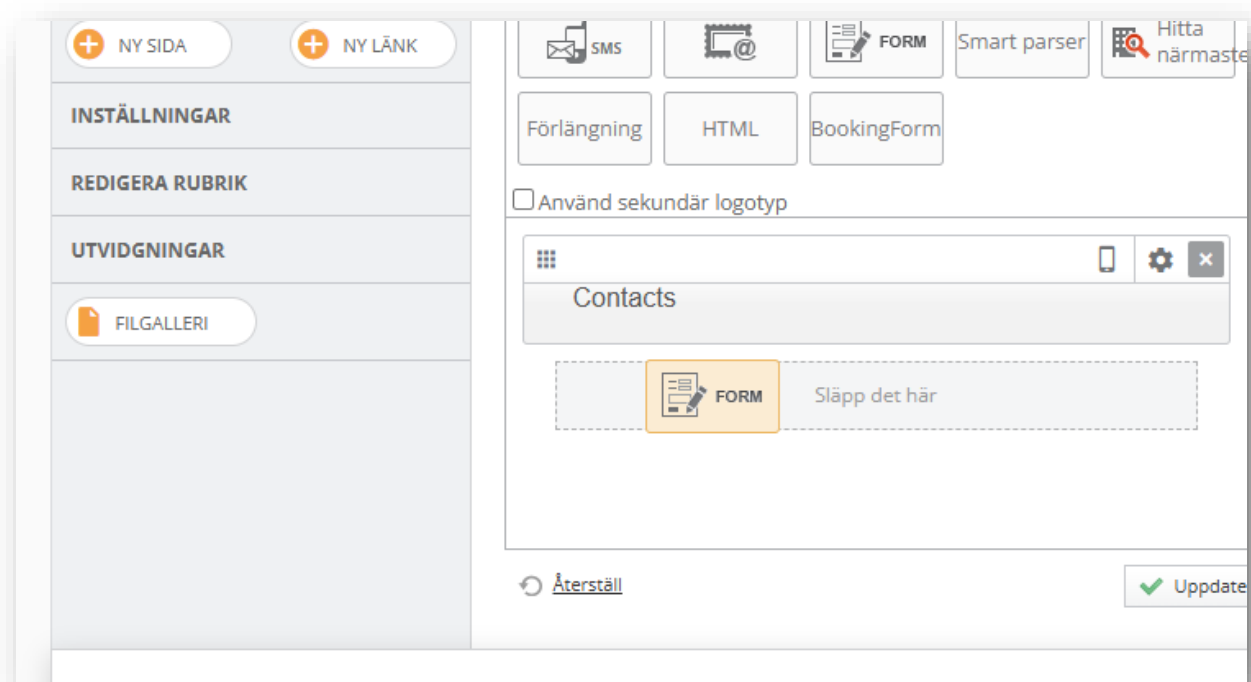 NY SIDA
NY LÄNK
INSTÄLLNINGAR
REDIGERA RUBRIK
UTVIDGNINGAR
FILGALLERI
SMS
@
FORM
Smart parser
Hitta
närmaste
Förlängning
HTML
BookingForm
Använd sekundär logotyp
Contacts
FORM
Släpp det här
Återställ
Uppdate